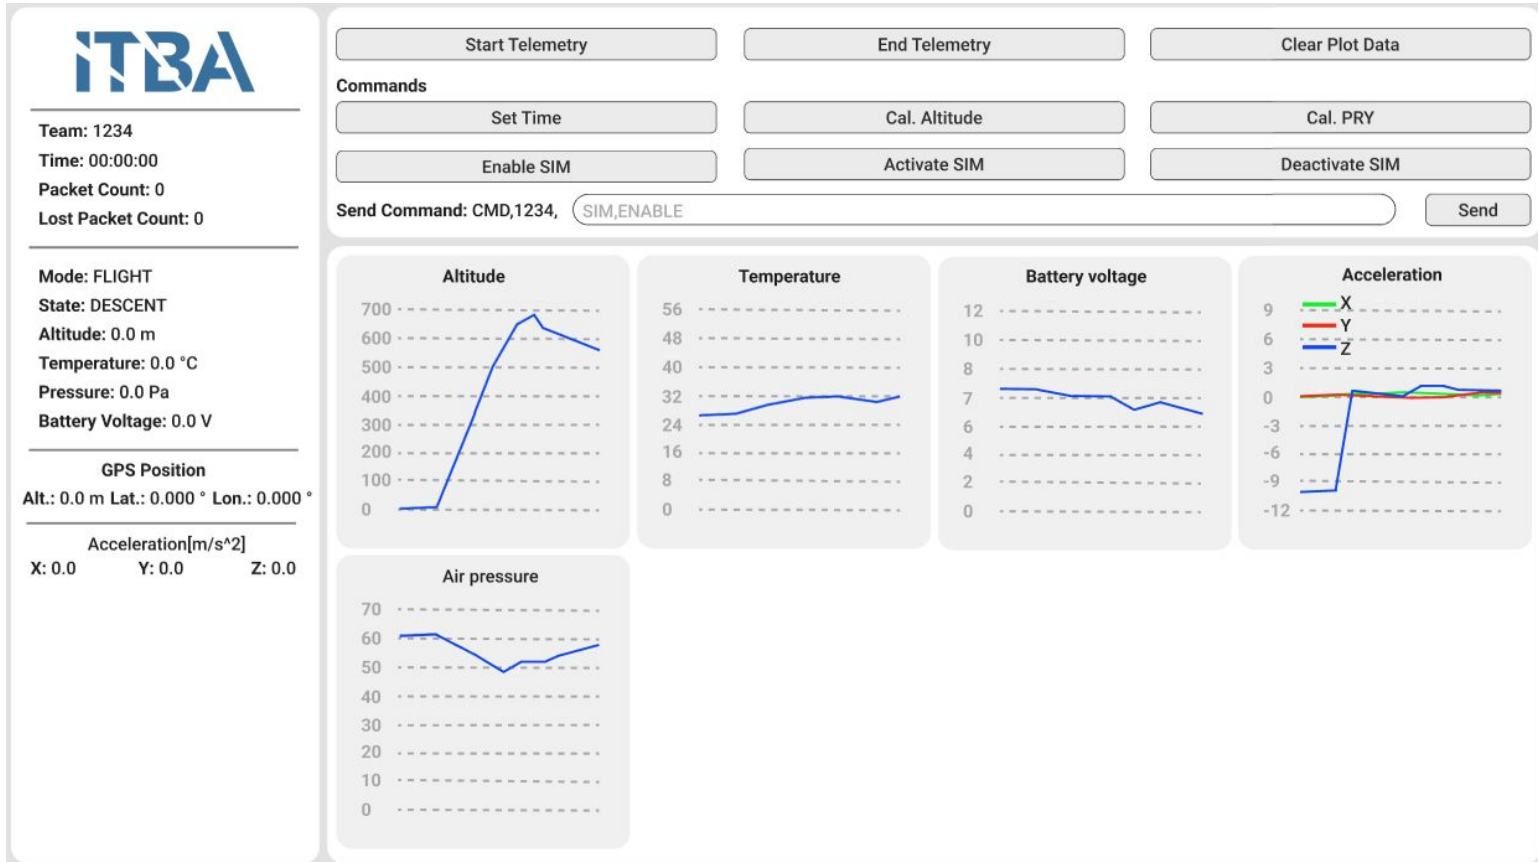 iTBA
Team: 1234
Time: 00:00:00
Packet Count: 0
Lost Packet Count: 0
Mode: FLIGHT
State: DESCENT
Altitude: 0.0 m
Temperature: 0.0 °C
Pressure: 0.0 Pa
Battery Voltage: 0.0 V
GPS Position
Alt.: 0.0 m Lat.: 0.000 ° Lon.: 0.000 °
Acceleration[m/s^2]
X: 0.0 Y: 0.0 Z: 0.0
Start Telemetry End Telemetry Clear Plot Data
Commands
Set Time Cal. Altitude Cal. PRY
Enable SIM Activate SIM Deactivate SIM
Send Command: CMD,1234, SIM,ENABLE Send
Altitude
700
600
500
400
300
200
100
0
Temperature
56
48
40
32
24
16
8
0
Battery voltage
12
10
8
7
6
4
2
0
Acceleration
X
Y
Z
9
6
3
0
-3
-6
-9
-12
Air pressure
70
60
50
40
30
20
10
0